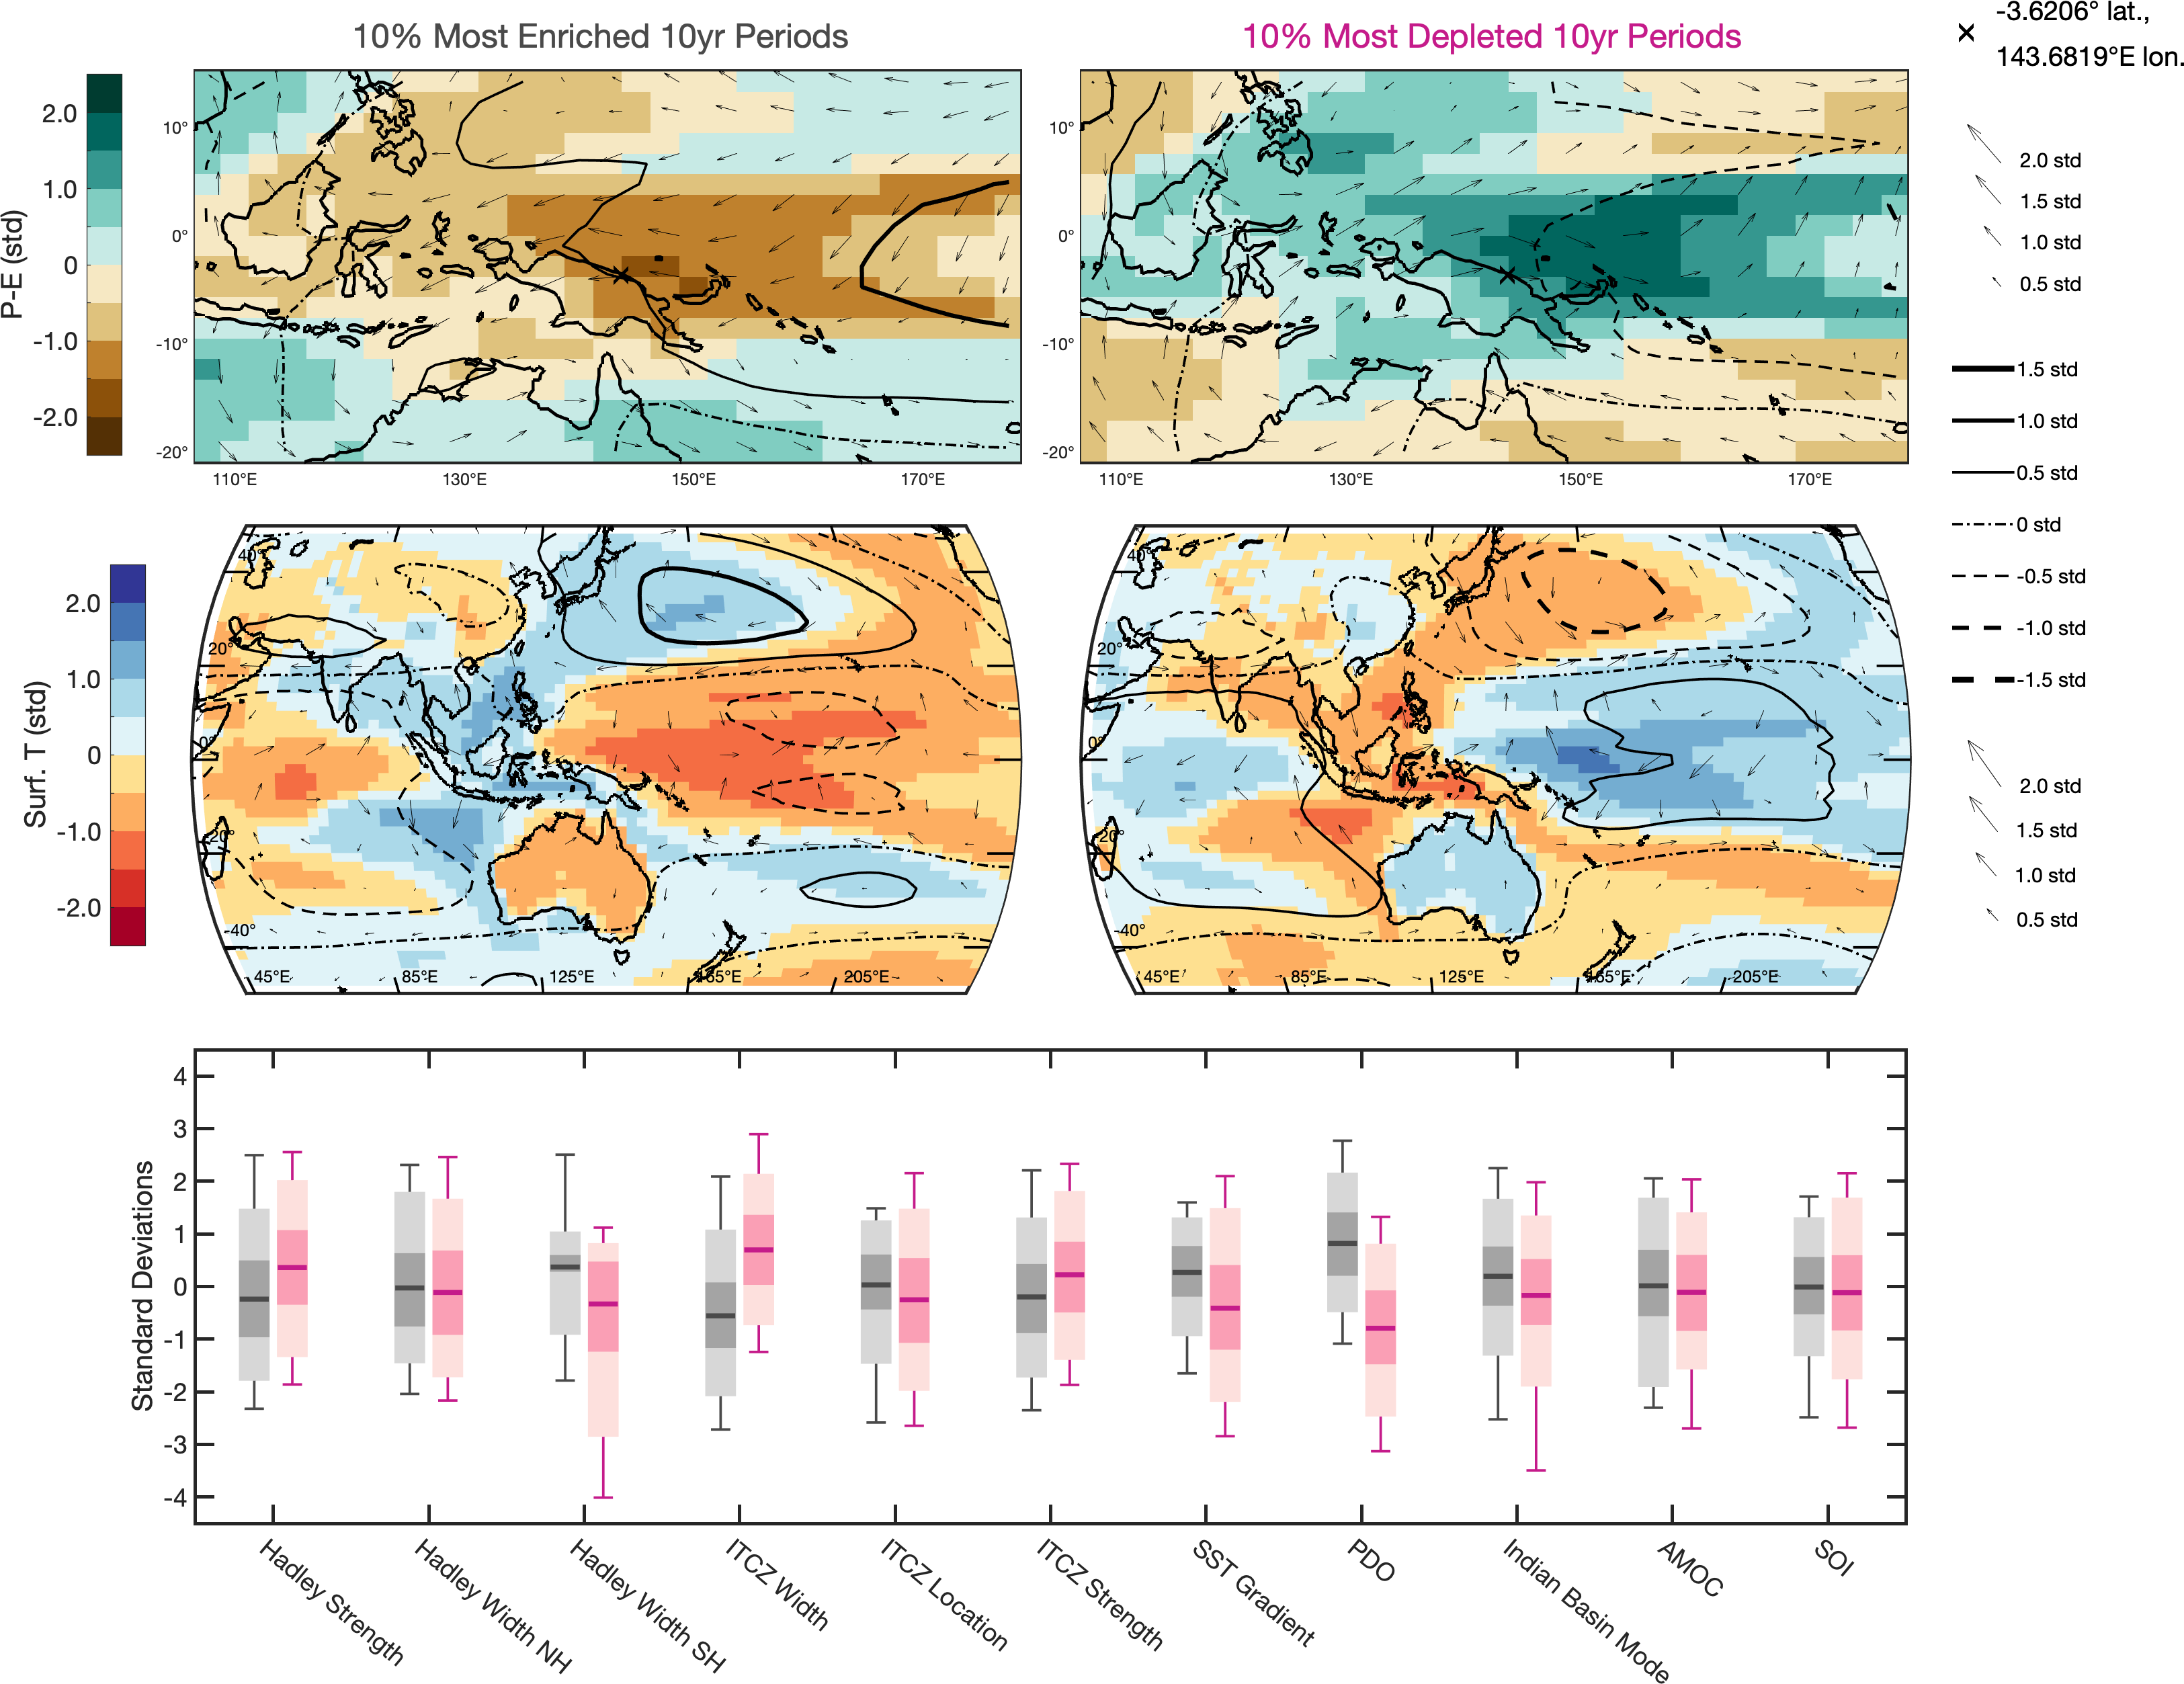 10% Most Enriched 10yr Periods
10% Most Depleted 10yr Periods
-3.6206° lat.,
143.6819°E lon.
P-E (std)
2.0
1.0
0
-1.0
-2.0
10°
0°
-10°
-20°
110°E 130°E 150°E 170°E
10°
0°
-10°
-20°
110°E 130°E 150°E 170°E
2.0 std
1.5 std
1.0 std
0.5 std
1.5 std
1.0 std
0.5 std
0 std
-0.5 std
-1.0 std
-1.5 std
2.0 std
1.5 std
1.0 std
0.5 std
Surf. T (std)
2.0
1.0
0
-1.0
-2.0
40°
20°
0°
-20°
-40°
45°E 85°E 125°E 165°E 205°E
40°
20°
0°
-20°
-40°
45°E 85°E 125°E 165°E 205°E
Standard Deviations
4
3
2
1
0
-1
-2
-3
-4
Hadley Strength
Hadley Width NH
Hadley Width SH
ITCZ Width
ITCZ Location
ITCZ Strength
SST Gradient
PDO
Indian Basin Mode
AMOC
SOI